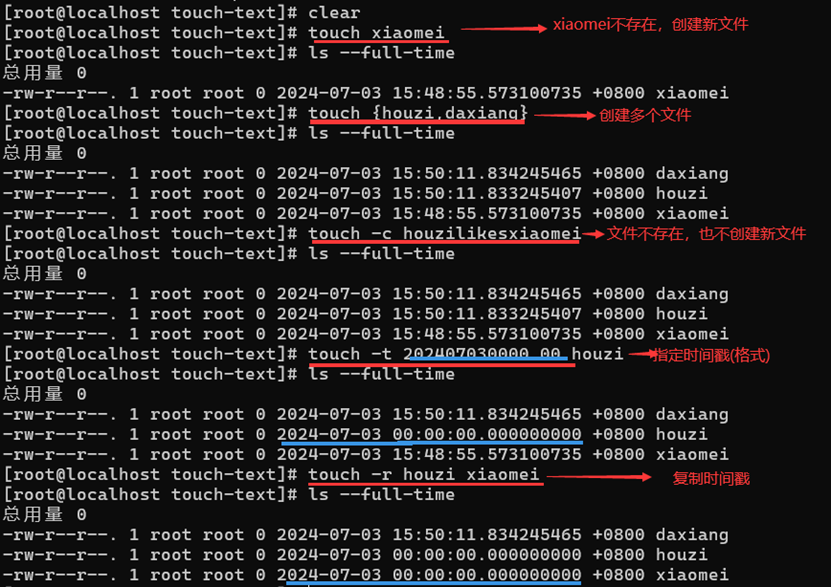 [root@localhost touch-text]# clear
[root@localhost touch-text]# touch xiaomei xiaomei不存在，创建新文件
[root@localhost touch-text]# ls --full-time
总用量 0
-rw-r--r--. 1 root root 0 2024-07-03 15:48:55.573100735 +0800 xiaomei
[root@localhost touch-text]# touch {houzi,daxiang} 创建多个文件
[root@localhost touch-text]# ls --full-time
总用量 0
-rw-r--r--. 1 root root 0 2024-07-03 15:50:11.834245465 +0800 daxiang
-rw-r--r--. 1 root root 0 2024-07-03 15:50:11.833245407 +0800 houzi
-rw-r--r--. 1 root root 0 2024-07-03 15:48:55.573100735 +0800 xiaomei
[root@localhost touch-text]# touch -c houzilikesxiaomei 文件不存在，也不创建新文件
[root@localhost touch-text]# ls --full-time
总用量 0
-rw-r--r--. 1 root root 0 2024-07-03 15:50:11.834245465 +0800 daxiang
-rw-r--r--. 1 root root 0 2024-07-03 15:50:11.833245407 +0800 houzi
-rw-r--r--. 1 root root 0 2024-07-03 15:48:55.573100735 +0800 xiaomei
[root@localhost touch-text]# touch -t 202407030000.00 houzi 指定时间戳(格式)
[root@localhost touch-text]# ls --full-time
总用量 0
-rw-r--r--. 1 root root 0 2024-07-03 15:50:11.834245465 +0800 daxiang
-rw-r--r--. 1 root root 0 2024-07-03 00:00:00.000000000 +0800 houzi
-rw-r--r--. 1 root root 0 2024-07-03 15:48:55.573100735 +0800 xiaomei
[root@localhost touch-text]# touch -r houzi xiaomei 复制时间戳
[root@localhost touch-text]# ls --full-time
总用量 0
-rw-r--r--. 1 root root 0 2024-07-03 15:50:11.834245465 +0800 daxiang
-rw-r--r--. 1 root root 0 2024-07-03 00:00:00.000000000 +0800 houzi
-rw-r--r--. 1 root root 0 2024-07-03 00:00:00.000000000 +0800 xiaomei